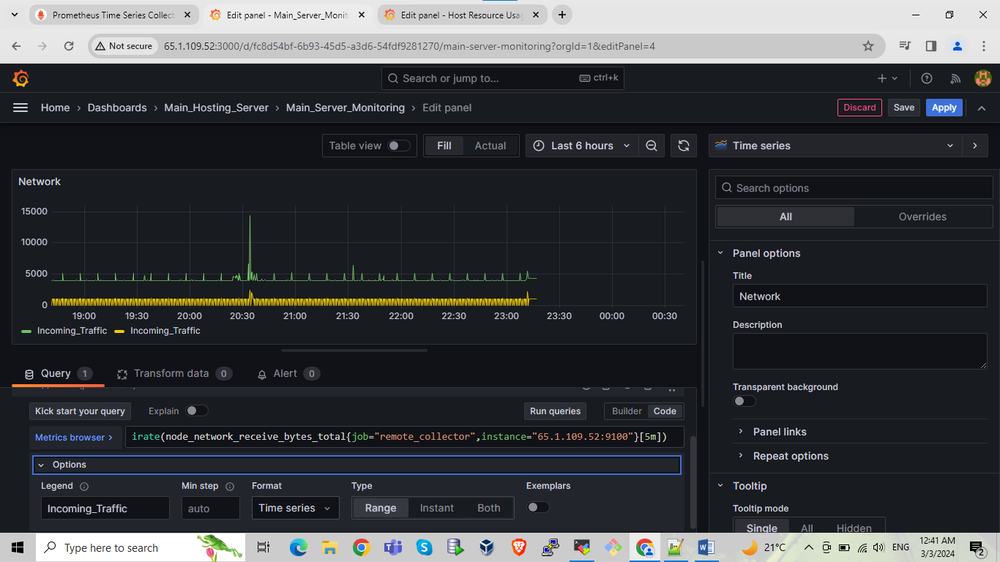 Prometheus Time Series Collect
Edit panel - Main_Server_Monit
Edit panel - Host Resource Usa
Not secure
65.1.109.52:3000/d/fc8d54bf-6b93-45d5-a3d6-54fdf9281270/main-server-monitoring?orgId=1&editPanel=4
Search or jump to...
ctrl+k
Home > Dashboards > Main_Hosting_Server > Main_Server_Monitoring > Edit panel
Discard
Save
Apply
Table view
Fill
Actual
Last 6 hours
Time series
Network
15000
10000
5000
0
19:00 19:30 20:00 20:30 21:00 21:30 22:00 22:30 23:00 23:30 00:00 00:30
Incoming_Traffic Incoming_Traffic
Search options
All
Overrides
Panel options
Title
Network
Description
Transparent background
Panel links
Repeat options
Tooltip
Tooltip mode
Single All Hidden
Query 1
Transform data 0
Alert 0
Kick start your query
Explain
Run queries
Builder
Code
Metrics browser >
irate(node_network_receive_bytes_total{job="remote_collector",instance="65.1.109.52:9100"}[5m])
Options
Legend
Min step
Format
Type
Exemplars
Incoming_Traffic
auto
Time series
Range
Instant
Both
Type here to search
21°C
ENG
12:41 AM
3/3/2024
2